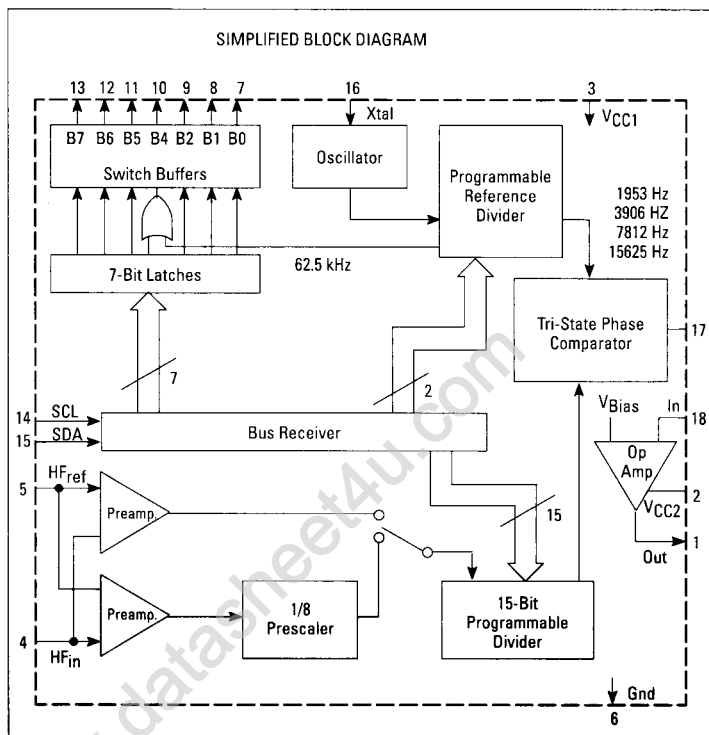 SIMPLIFIED BLOCK DIAGRAM
13 12 11 10 9 8 7
16
3
B7 B6 B5 B4 B2 B1 B0
Switch Buffers
Xtal
Oscillator
Programmable
Reference
Divider
VCC1
1953 Hz
3906 HZ
7812 Hz
15625 Hz
62.5 kHz
7-Bit Latches
Tri-State Phase
Comparator
17
7
2
14 SCL
15 SDA
Bus Receiver
VBias
In
18
Op
Amp
2
VCC2
1
Out
5
HFref
Preamp.
15
Preamp.
1/8
Prescaler
15-Bit
Programmable
Divider
4
HFin
Gnd
6
datasheet4u.com